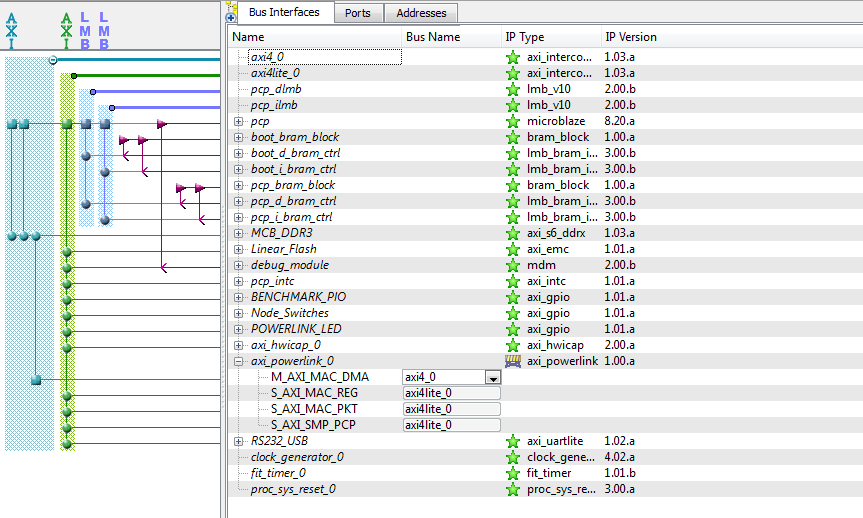 Bus Interfaces Ports Addresses
A A L L
X X M M
I I B B
Name Bus Name IP Type IP Version
axi4_0 axi_interco... 1.03.a
axi4lite_0 axi_interco... 1.03.a
pcp_dlmb lmb_v10 2.00.b
pcp_ilmb lmb_v10 2.00.b
pcp microblaze 8.20.a
boot_bram_block bram_block 1.00.a
boot_d_bram_ctrl lmb_bram_i... 3.00.b
boot_i_bram_ctrl lmb_bram_i... 3.00.b
pcp_bram_block bram_block 1.00.a
pcp_d_bram_ctrl lmb_bram_i... 3.00.b
pcp_i_bram_ctrl lmb_bram_i... 3.00.b
MCB_DDR3 axi_s6_ddrx 1.03.a
Linear_Flash axi_emc 1.01.a
debug_module mdm 2.00.b
pcp_intc axi_intc 1.01.a
BENCHMARK_PIO axi_gpio 1.01.a
Node_Switches axi_gpio 1.01.a
POWERLINK_LED axi_gpio 1.01.a
axi_hwicap_0 axi_hwicap 2.00.a
axi_powerlink_0 axi_powerlink 1.00.a
M_AXI_MAC_DMA axi4_0
S_AXI_MAC_REG axi4lite_0
S_AXI_MAC_PKT axi4lite_0
S_AXI_SMP_PCP axi4lite_0
RS232_USB axi_uartlite 1.02.a
clock_generator_0 clock_gene... 4.02.a
fit_timer_0 fit_timer 1.01.b
proc_sys_reset_0 proc_sys_re... 3.00.a